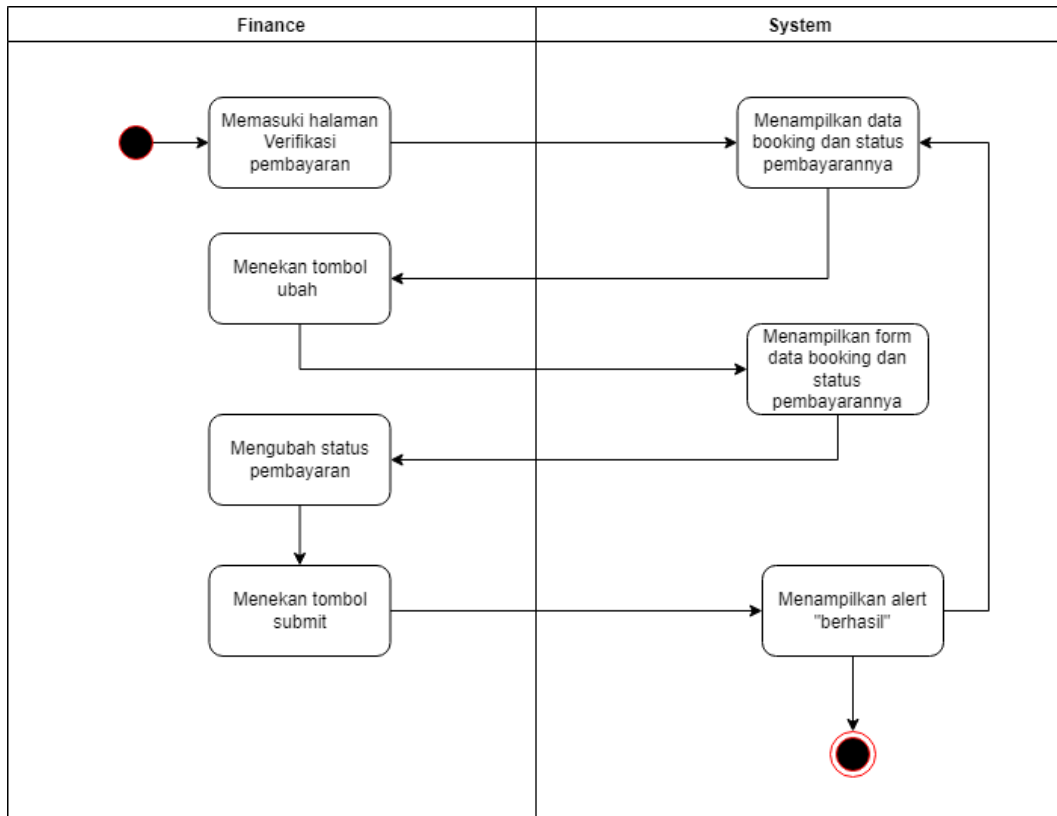 Finance
System
Memasuki halaman
Verifikasi
pembayaran
Menampilkan data
booking dan status
pembayarannya
Menekan tombol
ubah
Menampilkan form
data booking dan
status
pembayarannya
Mengubah status
pembayaran
Menekan tombol
submit
Menampilkan alert
"berhasil"